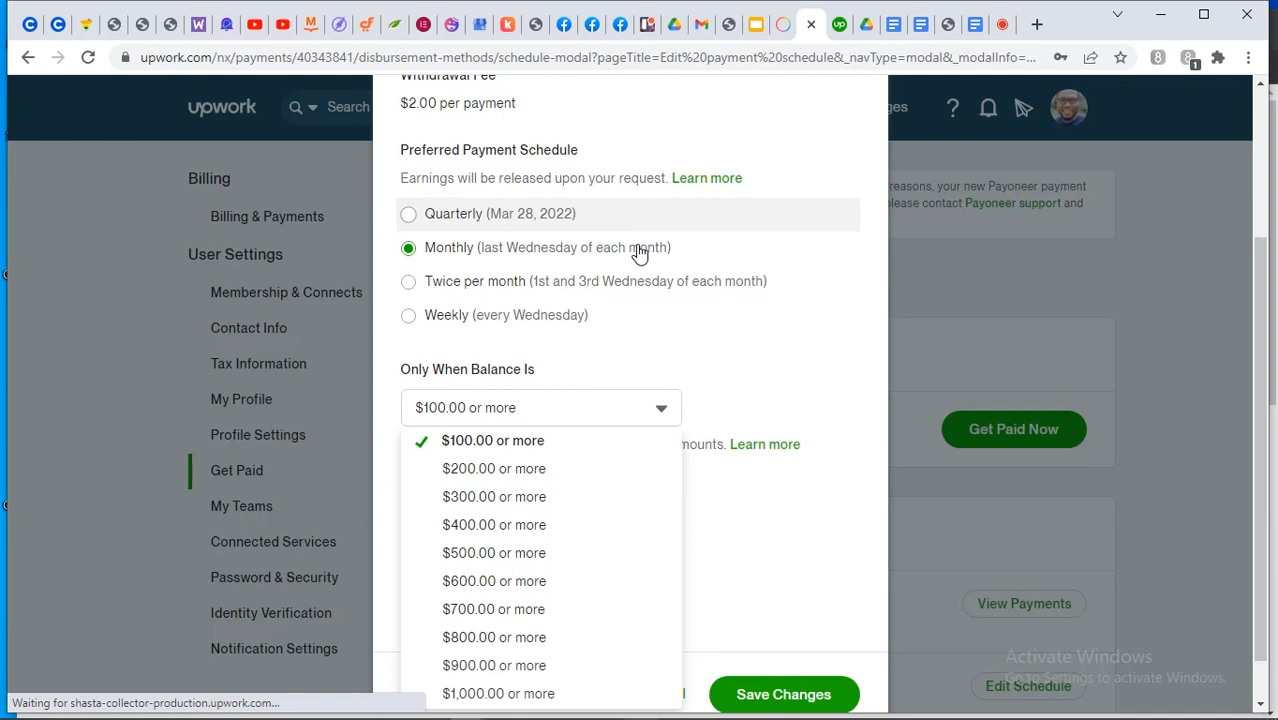 upwork.com/nx/payments/40343841/disbursement-methods/schedule-modal?pageTitle=Edit%20payment%20schedule&_navType=modal&_modalInfo=...
1
upwork
Search
ges
Withdrawal Fee
$2.00 per payment
Preferred Payment Schedule
Earnings will be released upon your request. Learn more
Quarterly (Mar 28, 2022)
Monthly (last Wednesday of each month)
Twice per month (1st and 3rd Wednesday of each month)
Weekly (every Wednesday)
Only When Balance Is
$100.00 or more
mounts. Learn more
$100.00 or more
$200.00 or more
$300.00 or more
$400.00 or more
$500.00 or more
$600.00 or more
$700.00 or more
$800.00 or more
$900.00 or more
$1,000.00 or more
Save Changes
Billing
Billing & Payments
User Settings
Membership & Connects
Contact Info
Tax Information
My Profile
Profile Settings
Get Paid
My Teams
Connected Services
Password & Security
Identity Verification
Notification Settings
reasons, your new Payoneer payment
lease contact Payoneer support and
Get Paid Now
View Payments
Edit Schedule
Activate Windows
Go to Settings to activate Windows.
Waiting for shasta-collector-production.upwork.com...